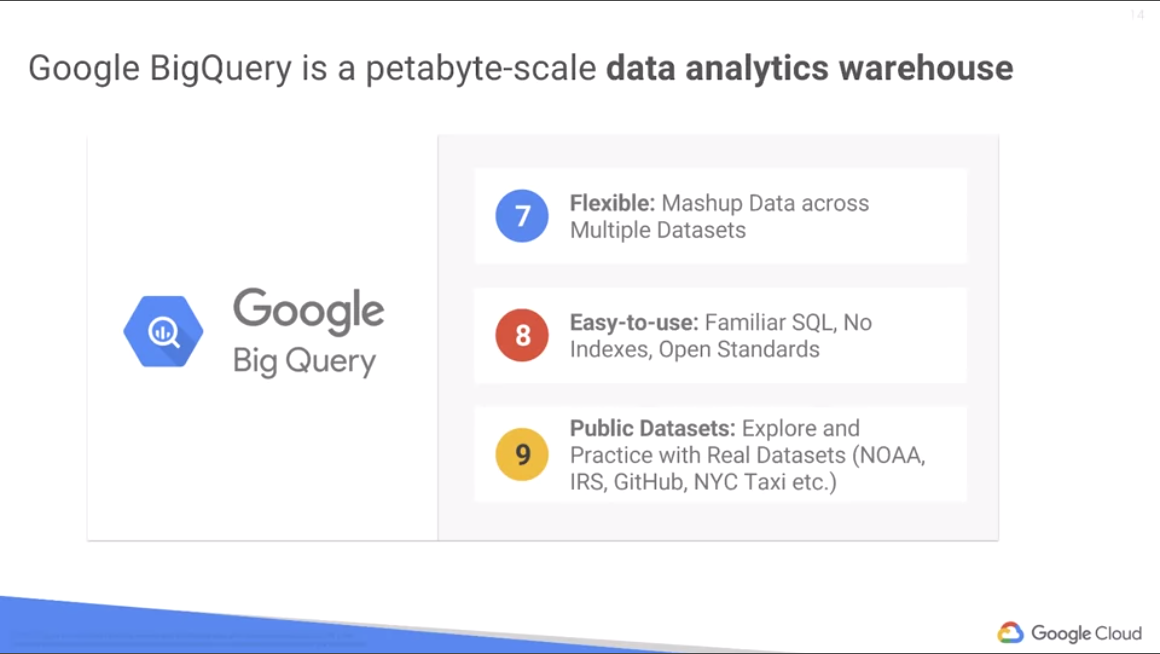 14
Google BigQuery is a petabyte-scale data analytics warehouse
Google
Big Query
7
Flexible: Mashup Data across
Multiple Datasets
8
Easy-to-use: Familiar SQL, No
Indexes, Open Standards
9
Public Datasets: Explore and
Practice with Real Datasets (NOAA,
IRS, GitHub, NYC Taxi etc.)
Google Cloud